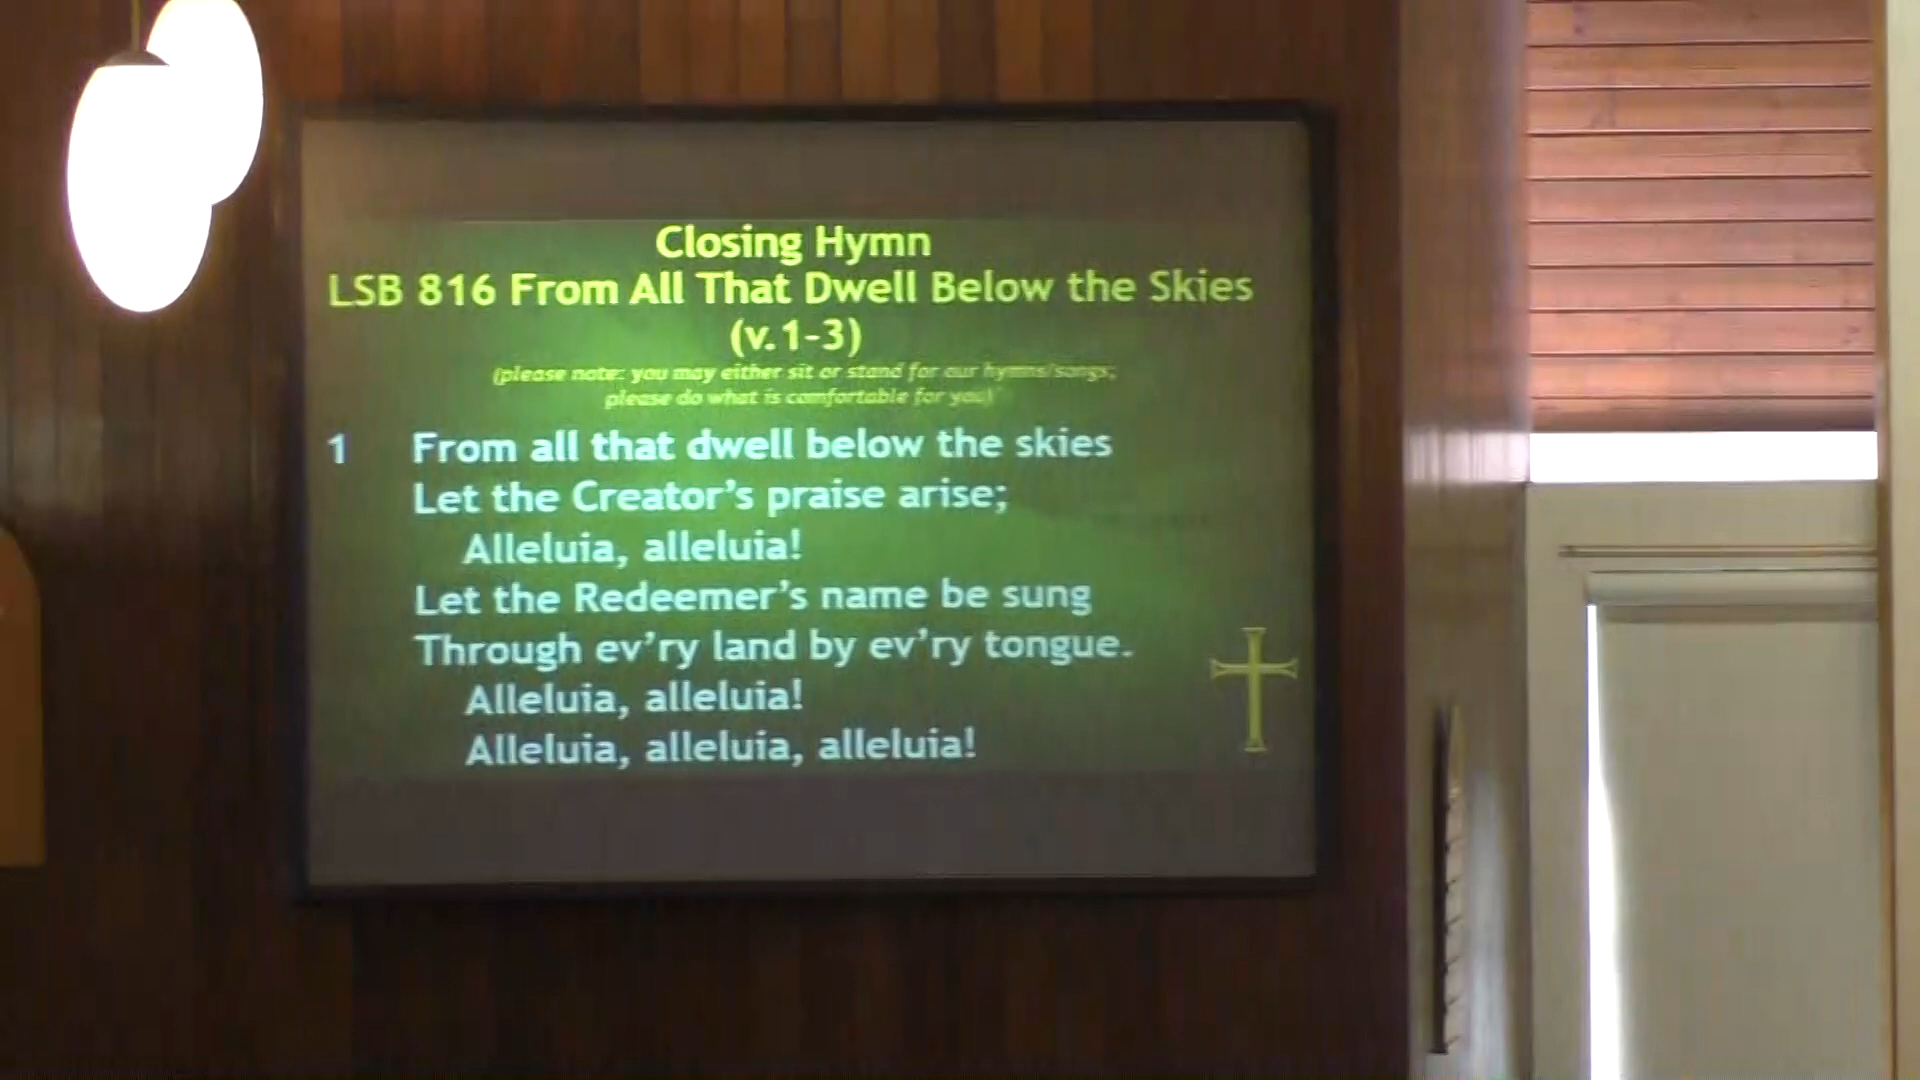 Closing Hymn
LSB 816 From All That Dwell Below the Skies
(v.1-3)
(please note: you may either sit or stand for our hymns/songs;
please do what is comfortable for you)
1 From all that dwell below the skies
Let the Creator’s praise arise;
Alleluia, alleluia!
Let the Redeemer’s name be sung
Through ev’ry land by ev’ry tongue.
Alleluia, alleluia!
Alleluia, alleluia, alleluia!